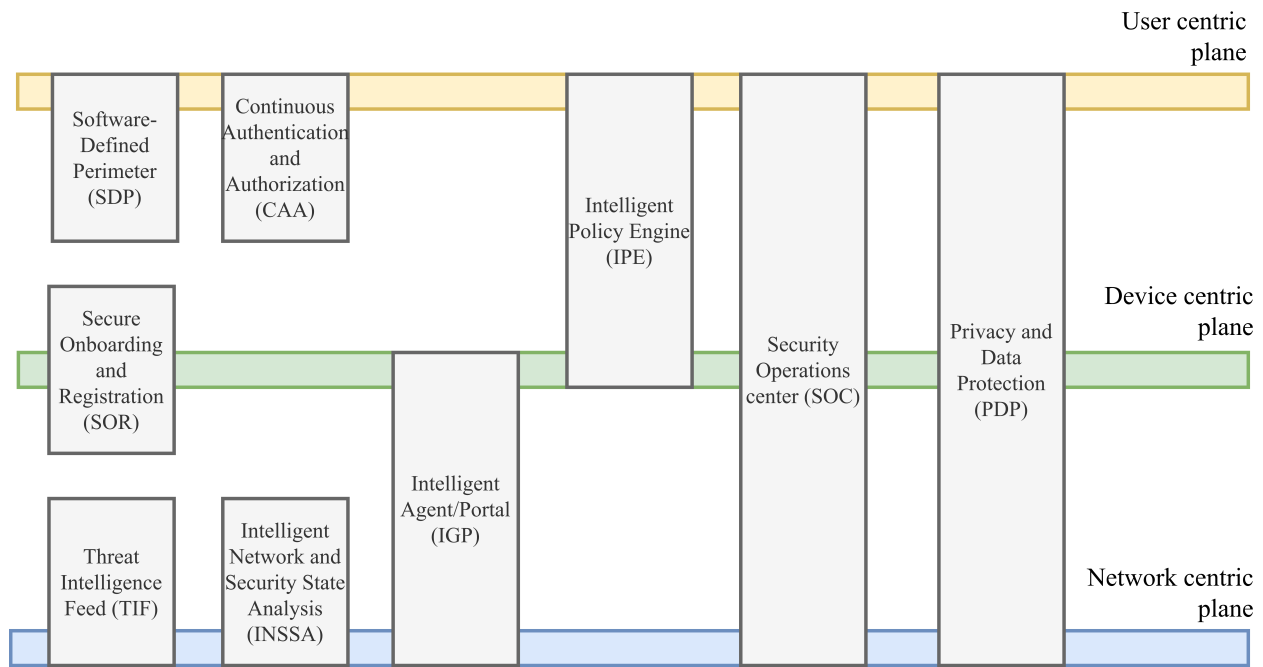 User centric
plane
Software-
Defined
Perimeter
(SDP)
Continuous
Authentication
and
Authorization
(CAA)
Intelligent
Policy Engine
(IPE)
Device centric
plane
Secure
Onboarding
and
Registration
(SOR)
Security
Operations
center (SOC)
Privacy and
Data
Protection
(PDP)
Intelligent
Agent/Portal
(IGP)
Network centric
plane
Threat
Intelligence
Feed (TIF)
Intelligent
Network and
Security State
Analysis
(INSSA)